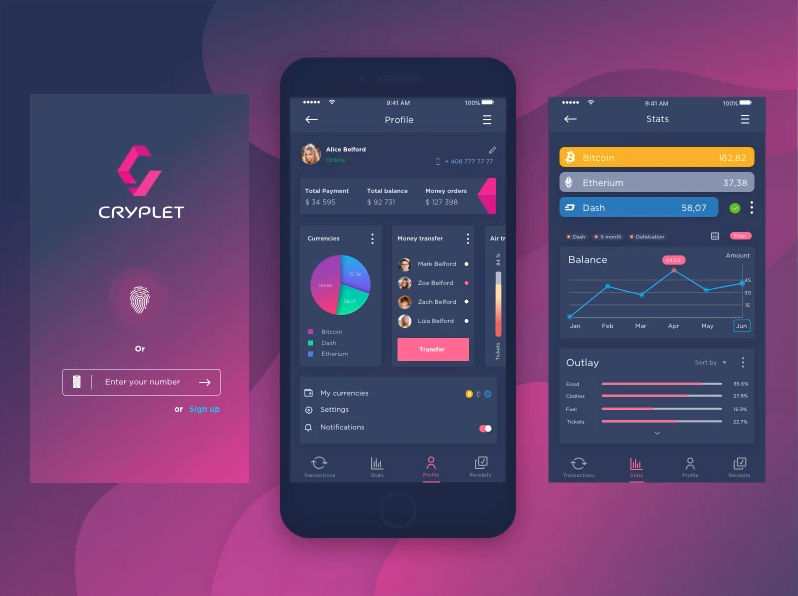 CRYPLET
Or
Enter your number
or Sign up
9:41 AM
100%
Profile
Alice Belford
Online
+ 408 777 77 77
Total Payment
$ 34 595
Total balance
$ 92 731
Money orders
$ 127 398
Currencies
Bitcoin
Dash
Etherium
Money transfer
Mark Belford
Zoe Belford
Zach Belford
Liza Belford
Transfer
Air tr
84 %
Tickets
My currencies
Settings
Notifications
Transactions
Stats
Profile
Receipts
9:41 AM
100%
Stats
Bitcoin 162,82
Etherium 37,38
Dash 58,07
Dash
6 month
Defalcation
Filter
Balance
Amount
45
30
15
Jan Feb Mar Apr May Jun
Outlay
Sort by
Food 36.6%
Clothes 27.8%
Fuel 16.9%
Tickets 22.7%
Transactions
Stats
Profile
Receipts